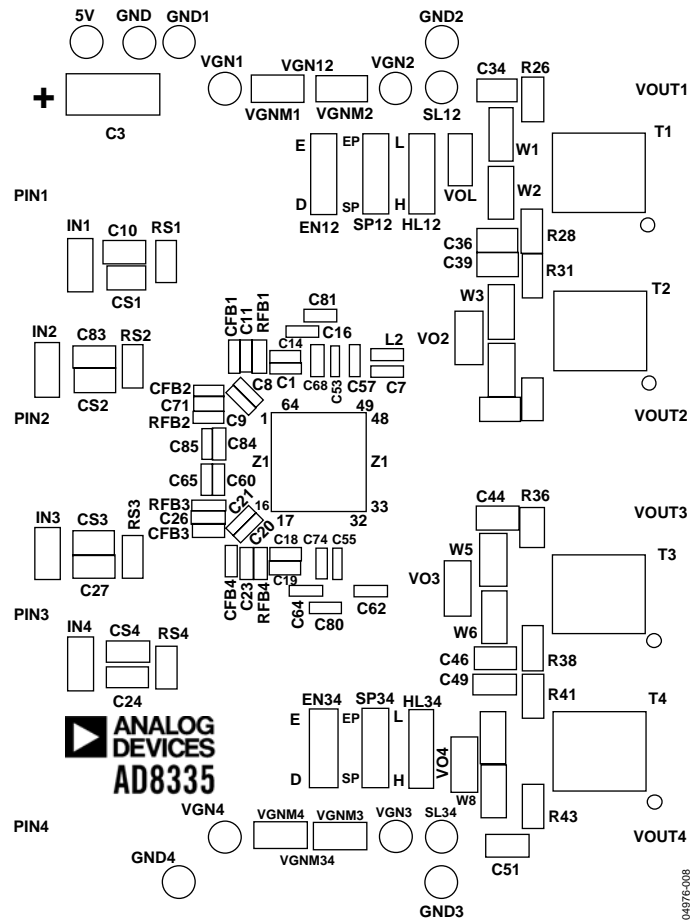 5V GND GND1 GND2
VGN1 VGN12 VGN2 C34 R26 VOUT1
+ C3 VGNM1 VGNM2 SL12 T1
E EP L W1
PIN1 VOL W2
D SP H
IN1 C10 RS1 EN12 SP12 HL12 C36 R28
C39 R31
CS1
C81 W3 T2
IN2 C83 RS2 CFB1 C11 RFB1 C16 VO2
C14 L2
CS2 CFB2 C8 C1 C68 C53 C57 C7
C71
PIN2 RFB2 C9 64 49 VOUT2
1 48
C85 C84
Z1 Z1
C65 C60
RFB3 16 C21 33 C44 R36 VOUT3
IN3 CS3 RS3 C26 C20 17 32
CFB3 W5 T3
C18 C74 C55 VO3
C27 C19
CFB4 C23 RFB4 C64 C62
PIN3 C80 W6
IN4 CS4 RS4 C46 R38
C49 R41
C24 EN34 SP34 HL34 T4
E EP L
ANALOG
DEVICES
AD8335
D SP H VO4 W8
R43
PIN4 VGN4 VGNM4 VGNM3 VGN3 SL34 VOUT4
VGNM34 C51
GND4 GND3
04976-008